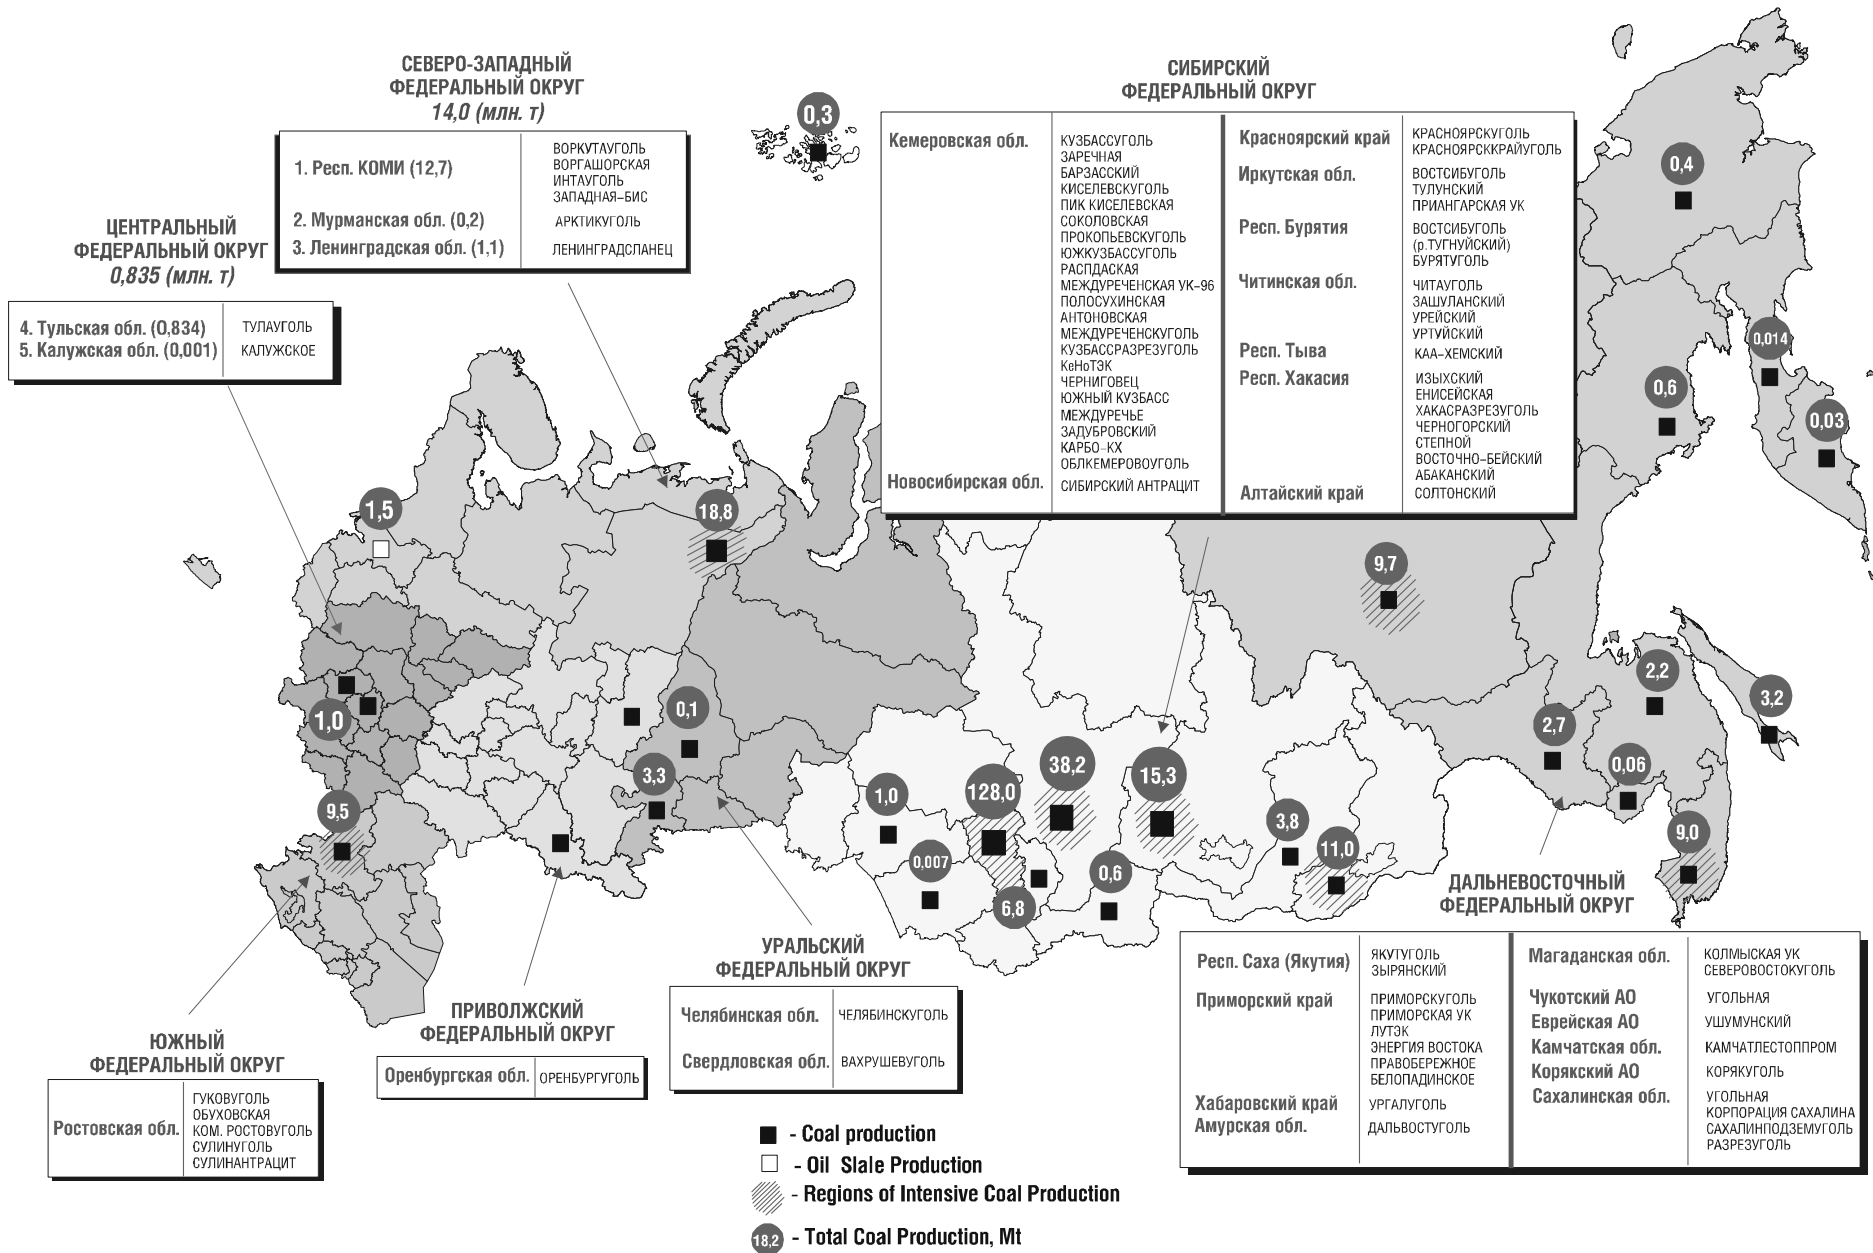 СЕВЕРО-ЗАПАДНЫЙ
ФЕДЕРАЛЬНЫЙ ОКРУГ
14,0 (млн. т)
1. Респ. КОМИ (12,7)
ВОРКУТАУГОЛЬ
ВОРГАШОРСКАЯ
ИНТАУГОЛЬ
ЗАПАДНАЯ–БИС
2. Мурманская обл. (0,2)
АРКТИКУГОЛЬ
3. Ленинградская обл. (1,1)
ЛЕНИНГРАДСЛАНЕЦ
ЦЕНТРАЛЬНЫЙ
ФЕДЕРАЛЬНЫЙ ОКРУГ
0,835 (млн. т)
4. Тульская обл. (0,834)
ТУЛАУГОЛЬ
5. Калужская обл. (0,001)
КАЛУЖСКОЕ
СИБИРСКИЙ
ФЕДЕРАЛЬНЫЙ ОКРУГ
Кемеровская обл.
КУЗБАССУГОЛЬ
ЗАРЕЧНАЯ
БАРЗАССКИЙ
КИСЕЛЕВСКУГОЛЬ
ПИК КИСЕЛЕВСКАЯ
СОКОЛОВСКАЯ
ПРОКОПЬЕВСКУГОЛЬ
ЮЖКУЗБАССУГОЛЬ
РАСПДАСКАЯ
МЕЖДУРЕЧЕНСКАЯ УК–96
ПОЛОСУХИНСКАЯ
АНТОНОВСКАЯ
МЕЖДУРЕЧЕНСКУГОЛЬ
КУЗБАССРАЗРЕЗУГОЛЬ
КеНоТЭК
ЧЕРНИГОВЕЦ
ЮЖНЫЙ КУЗБАСС
МЕЖДУРЕЧЬЕ
ЗАДУБРОВСКИЙ
КАРБО–КХ
ОБЛКЕМЕРОВОУГОЛЬ
Новосибирская обл.
СИБИРСКИЙ АНТРАЦИТ
Красноярский край
КРАСНОЯРСКУГОЛЬ
КРАСНОЯРСККРАЙУГОЛЬ
Иркутская обл.
ВОСТСИБУГОЛЬ
ТУЛУНСКИЙ
ПРИАНГАРСКАЯ УК
Респ. Бурятия
ВОСТСИБУГОЛЬ
(р.ТУГНУЙСКИЙ)
БУРЯТУГОЛЬ
Читинская обл.
ЧИТАУГОЛЬ
ЗАШУЛАНСКИЙ
УРЕЙСКИЙ
УРТУЙСКИЙ
Респ. Тыва
КАА–ХЕМСКИЙ
Респ. Хакасия
ИЗЫХСКИЙ
ЕНИСЕЙСКАЯ
ХАКАСРАЗРЕЗУГОЛЬ
ЧЕРНОГОРСКИЙ
СТЕПНОЙ
ВОСТОЧНО–БЕЙСКИЙ
АБАКАНСКИЙ
Алтайский край
СОЛТОНСКИЙ
0,3
0,4
0,014
0,6
0,03
1,5
18,8
9,7
2,2
3,2
2,7
0,06
9,0
1,0
0,1
3,3
9,5
1,0
128,0
38,2
15,3
0,007
6,8
0,6
3,8
11,0
ЮЖНЫЙ
ФЕДЕРАЛЬНЫЙ ОКРУГ
Ростовская обл.
ГУКОВУГОЛЬ
ОБУХОВСКАЯ
КОМ. РОСТОВУГОЛЬ
СУЛИНУГОЛЬ
СУЛИНАНТРАЦИТ
ПРИВОЛЖСКИЙ
ФЕДЕРАЛЬНЫЙ ОКРУГ
Оренбургская обл.
ОРЕНБУРГУГОЛЬ
УРАЛЬСКИЙ
ФЕДЕРАЛЬНЫЙ ОКРУГ
Челябинская обл.
ЧЕЛЯБИНСКУГОЛЬ
Свердловская обл.
ВАХРУШЕВУГОЛЬ
ДАЛЬНЕВОСТОЧНЫЙ
ФЕДЕРАЛЬНЫЙ ОКРУГ
Респ. Саха (Якутия)
ЯКУТУГОЛЬ
ЗЫРЯНСКИЙ
Приморский край
ПРИМОРСКУГОЛЬ
ПРИМОРСКАЯ УК
ЛУТЭК
ЭНЕРГИЯ ВОСТОКА
ПРАВОБЕРЕЖНОЕ
БЕЛОПАДИНСКОЕ
Хабаровский край
УРГАЛУГОЛЬ
Амурская обл.
ДАЛЬВОСТУГОЛЬ
Магаданская обл.
КОЛМЫСКАЯ УК
СЕВЕРОВОСТОКУГОЛЬ
Чукотский АО
УГОЛЬНАЯ
Еврейская АО
УШУМУНСКИЙ
Камчатская обл.
КАМЧАТЛЕСТОППРОМ
Корякский АО
КОРЯКУГОЛЬ
Сахалинская обл.
УГОЛЬНАЯ
КОРПОРАЦИЯ САХАЛИНА
САХАЛИНПОДЗЕМУГОЛЬ
РАЗРЕЗУГОЛЬ
- Coal production
- Oil Slale Production
- Regions of Intensive Coal Production
18,2 - Total Coal Production, Mt